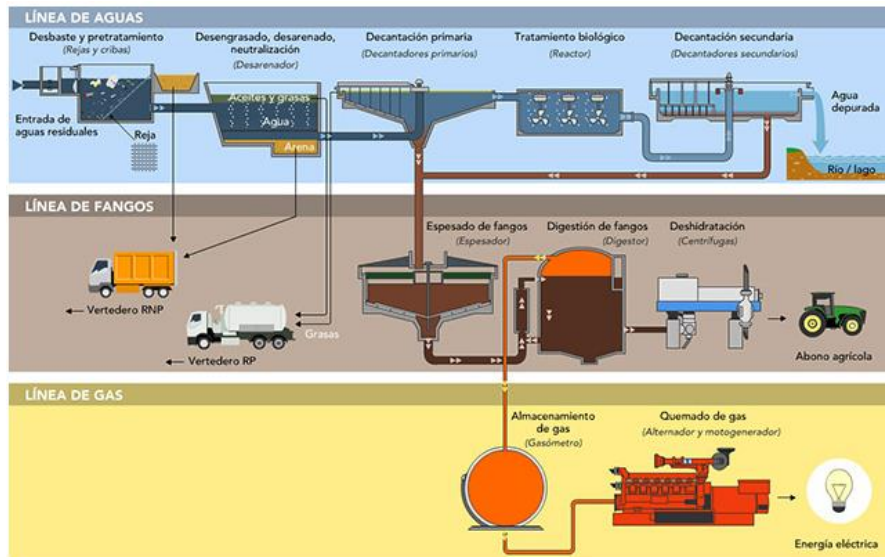 LÍNEA DE AGUAS
Desbaste y pretratamiento
(Rejas y cribas)
Desengrasado, desarenado,
neutralización
(Desarenador)
Decantación primaria
(Decantadores primarios)
Tratamiento biológico
(Reactor)
Decantación secundaria
(Decantadores secundarios)
Entrada de
aguas residuales
Reja
Aceites y grasas
Agua
Arena
Agua
depurada
Río / lago
LÍNEA DE FANGOS
Espesado de fangos
(Espesador)
Digestión de fangos
(Digestor)
Deshidratación
(Centrífugas)
Vertedero RNP
Grasas
Vertedero RP
Abono agrícola
LÍNEA DE GAS
Almacenamiento
de gas
(Gasómetro)
Quemado de gas
(Alternador y motogenerador)
Energía eléctrica